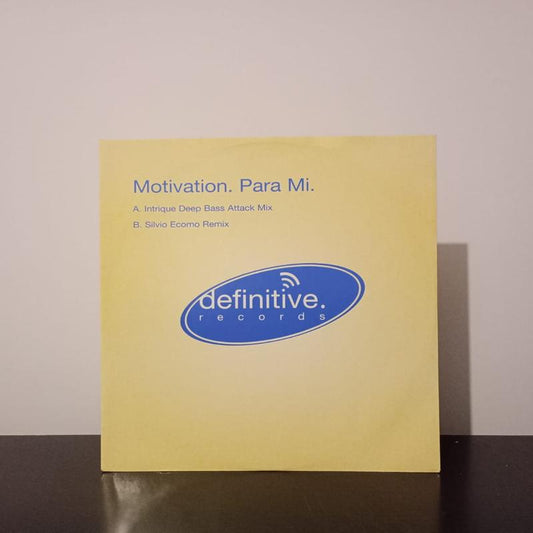 Motivation. Para Mi.
A. Intrique Deep Bass Attack Mix
B. Silvio Ecomo Remix
definitive.
records